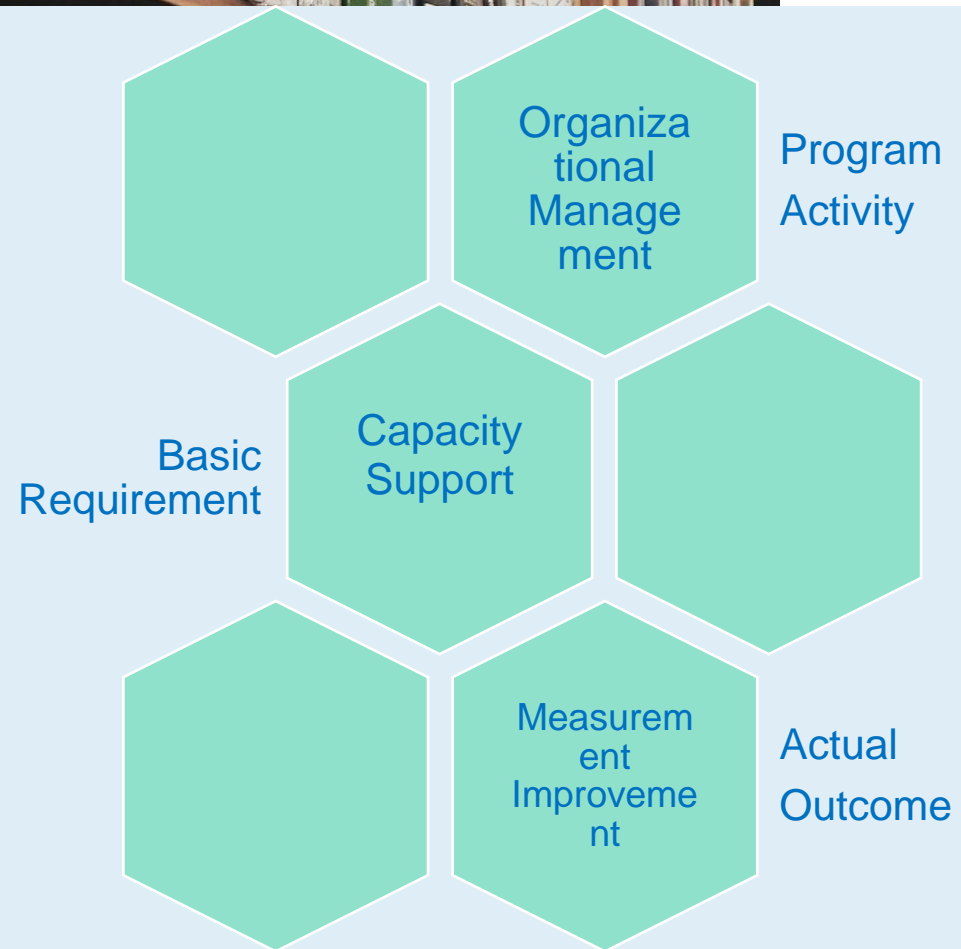 Organiza
tional
Manage
ment
Program
Activity
Basic
Requirement
Capacity
Support
Measurem
ent
Improveme
nt
Actual
Outcome